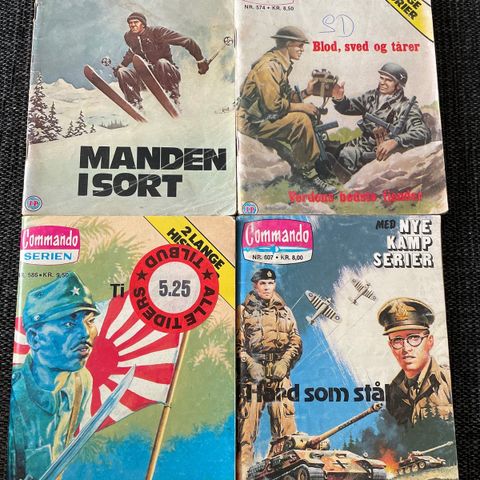 MANDEN
I SORT
NR. 574 • KR. 8,50
SD
Blod, sved og tårer
Verdens bedste
Commando
SERIEN
NR. 586 • KR. 9,50
2 LANGE
ALLE TIDERS TILBUD
5.25
Ti
Commando
NR. 607 • KR. 8,00
MED NYE
KAMP
SERIER
Hård som stål